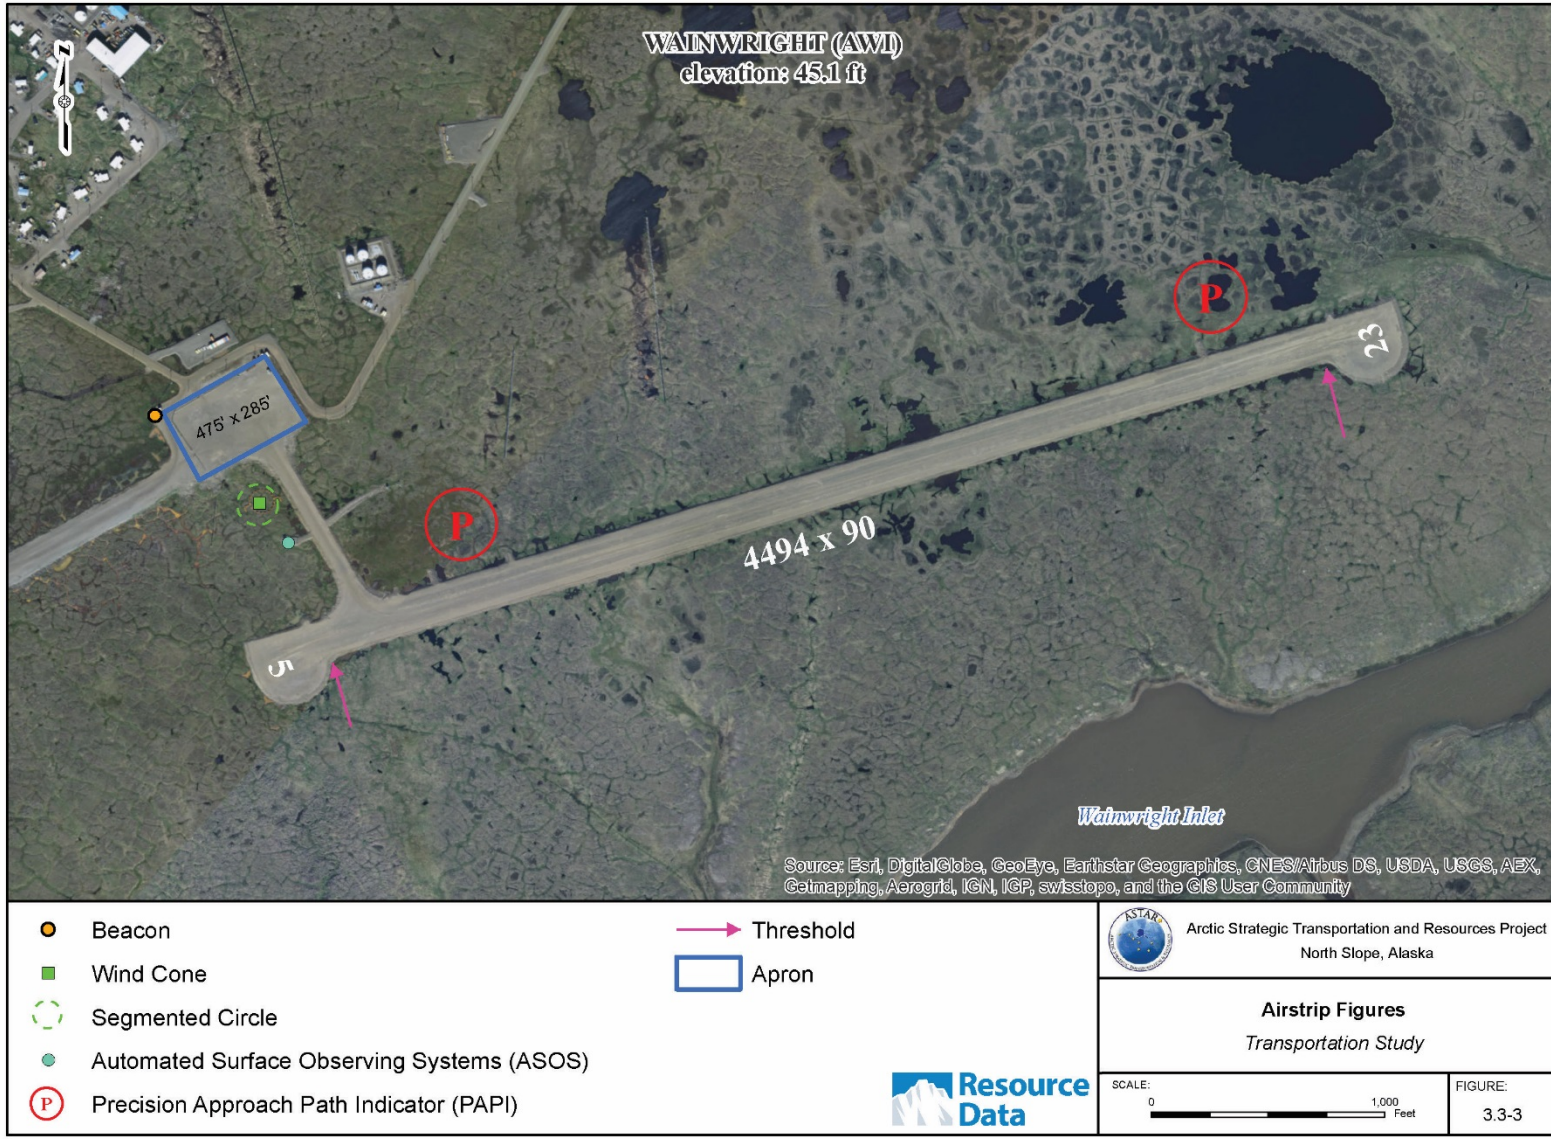 WAINWRIGHT (AWI)
elevation: 45.1 ft
N
475' x 285'
P
P
23
4494 x 90
5
Wainwright Inlet
Source: Esri, DigitalGlobe, GeoEye, Earthstar Geographics, CNES/Airbus DS, USDA, USGS, AEX,
Getmapping, Aerogrid, IGN, IGP, swisstopo, and the GIS User Community
Beacon
Wind Cone
Segmented Circle
Automated Surface Observing Systems (ASOS)
P Precision Approach Path Indicator (PAPI)
Threshold
Apron
Resource
Data
ASTAR
Arctic Strategic Transportation and Resources Project
North Slope, Alaska
Airstrip Figures
Transportation Study
SCALE:
0 1,000
Feet
FIGURE:
3.3-3